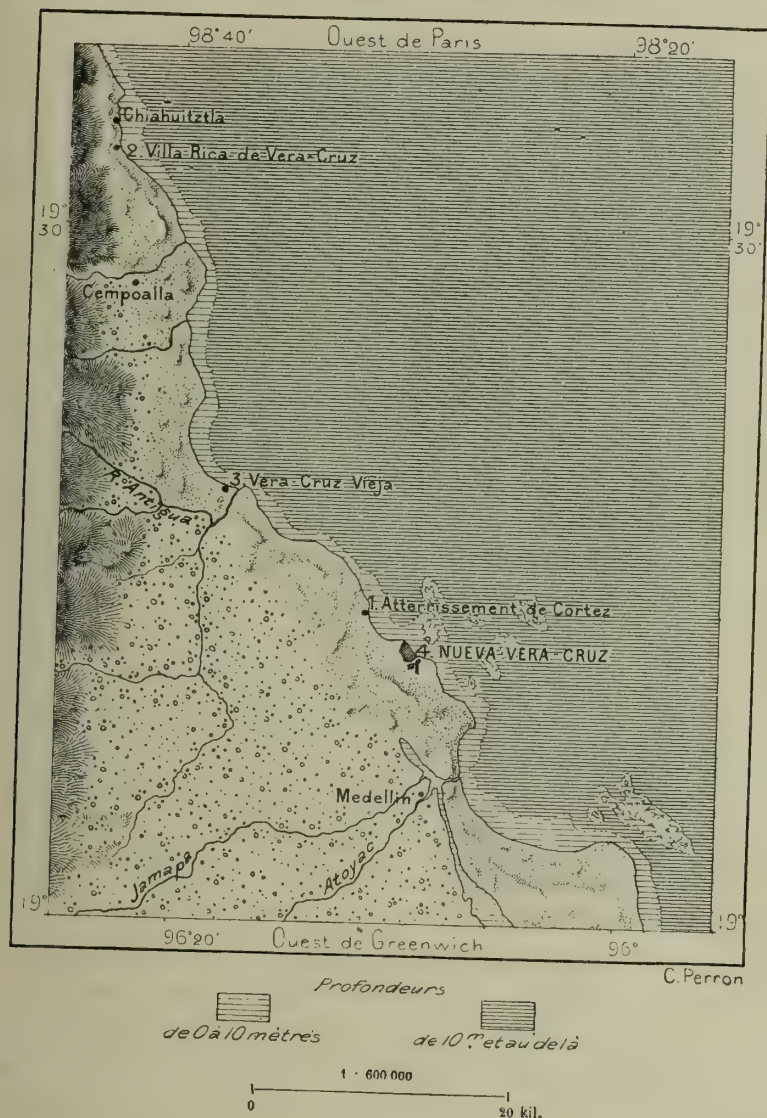 98°40' Ouest de Paris 98°20'
Chiahuitztla
2. Villa-Rica-de-Vera-Cruz
19°
30'
19°
30'
Cempoalla
3. Vera-Cruz Vieja
Rº Antigua
1. Atterrissement de Cortez
4. NUEVA-VERA-CRUZ
Medellin
Jamapa
Atoyac
19°
19°
96°20' Ouest de Greenwich 96°
C. Perron
Profondeurs
de 0 à 10 mètres
de 10 m. et au delà
1 : 600 000
0
20 kil.